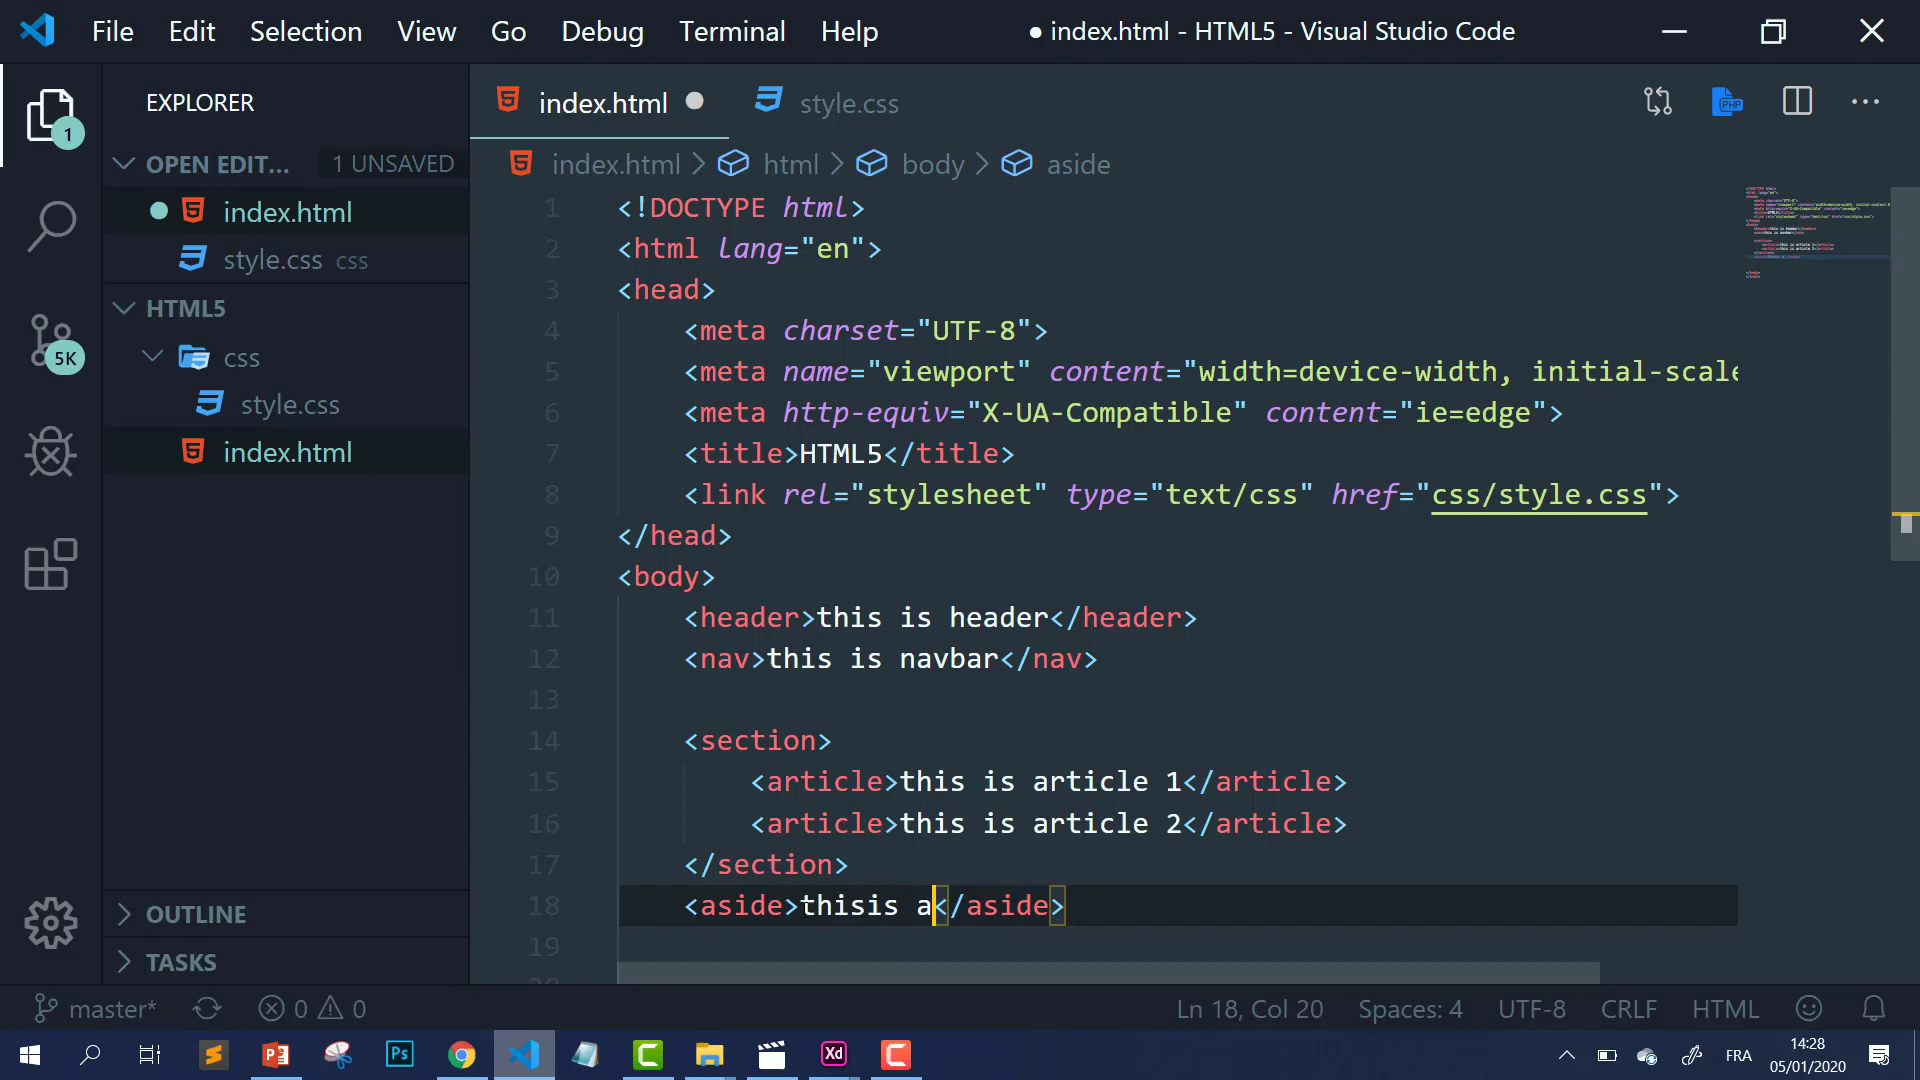 File Edit Selection View Go Debug Terminal Help
● index.html - HTML5 - Visual Studio Code
EXPLORER
1
OPEN EDIT... 1 UNSAVED
index.html
style.css css
HTML5
css
style.css
index.html
5K
OUTLINE
TASKS
index.html style.css
PHP
index.html > html > body > aside
1 <!DOCTYPE html>
2 <html lang="en">
3 <head>
4 <meta charset="UTF-8">
5 <meta name="viewport" content="width=device-width, initial-scale
6 <meta http-equiv="X-UA-Compatible" content="ie=edge">
7 <title>HTML5</title>
8 <link rel="stylesheet" type="text/css" href="css/style.css">
9 </head>
10 <body>
11 <header>this is header</header>
12 <nav>this is navbar</nav>
13
14 <section>
15 <article>this is article 1</article>
16 <article>this is article 2</article>
17 </section>
18 <aside>thisis a</aside>
19
master* 0 0 Ln 18, Col 20 Spaces: 4 UTF-8 CRLF HTML
Ps Xd FRA 14:28
05/01/2020